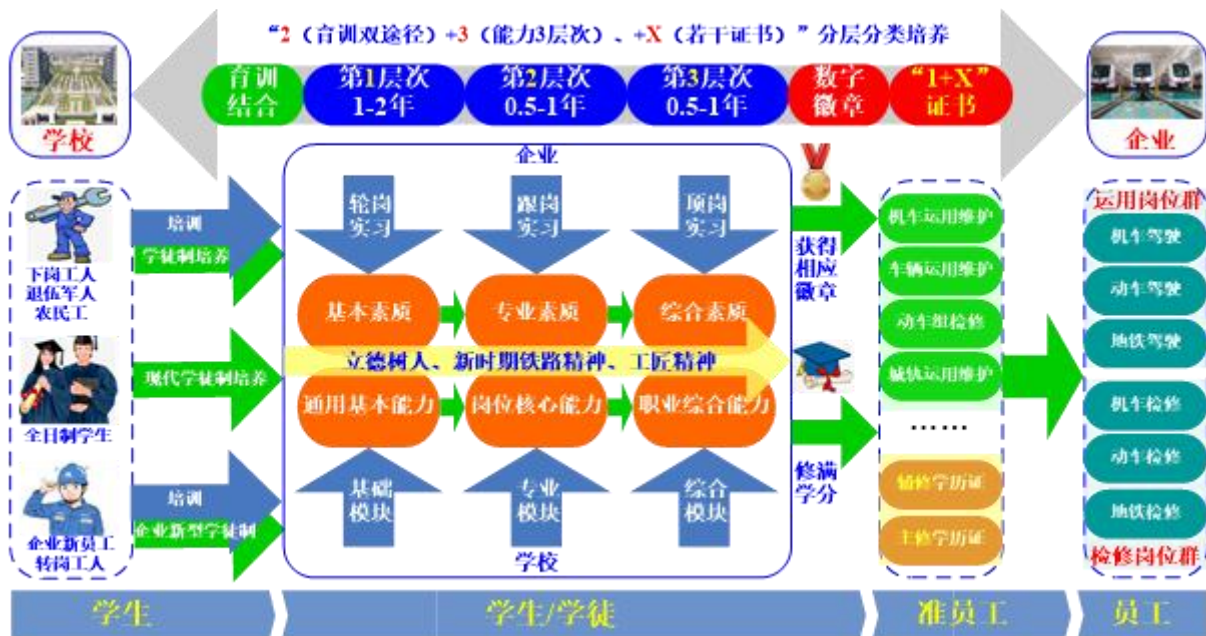 “2（育训双途径）+3（能力3层次）、+X（若干证书）”分层分类培养
学校
育训
结合
第1层次
1-2年
第2层次
0.5-1年
第3层次
0.5-1年
数字
徽章
“1+X”
证书
企业
下岗工人
退伍军人
农民工
全日制学生
企业新员工
转岗工人
培训
学徒制培养
现代学徒制培养
培训
企业新型学徒制
企业
轮岗
实习
跟岗
实习
顶岗
实习
基本素质
专业素质
综合素质
立德树人、新时期铁路精神、工匠精神
通用基本能力
岗位核心能力
职业综合能力
基础
模块
专业
模块
综合
模块
学校
获得
相应
徽章
修满
学分
机车运用维护
车辆运用维护
动车组检修
城轨运用维护
……
辅修学历证
主修学历证
运用岗位群
机车驾驶
动车驾驶
地铁驾驶
机车检修
动车检修
地铁检修
检修岗位群
学生
学生/学徒
准员工
员工